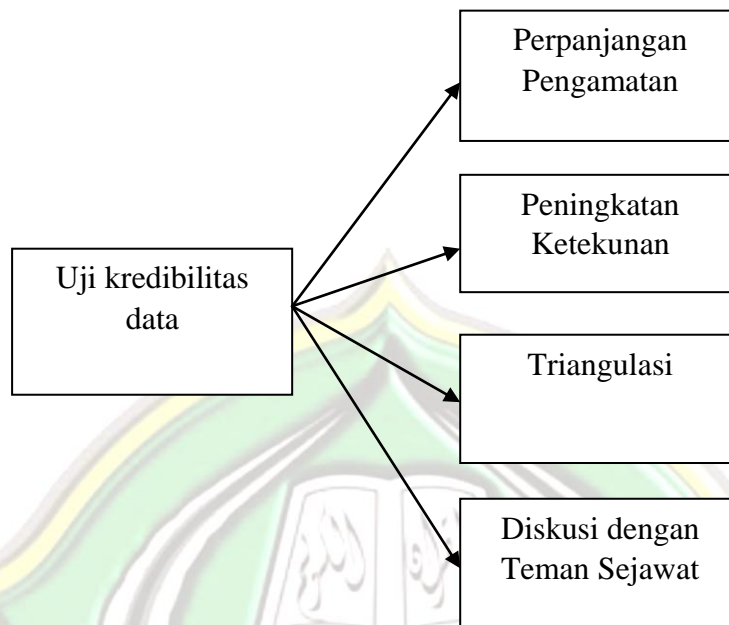 Perpanjangan
Pengamatan
Peningkatan
Ketekunan
Uji kredibilitas
data
Triangulasi
Diskusi dengan
Teman Sejawat